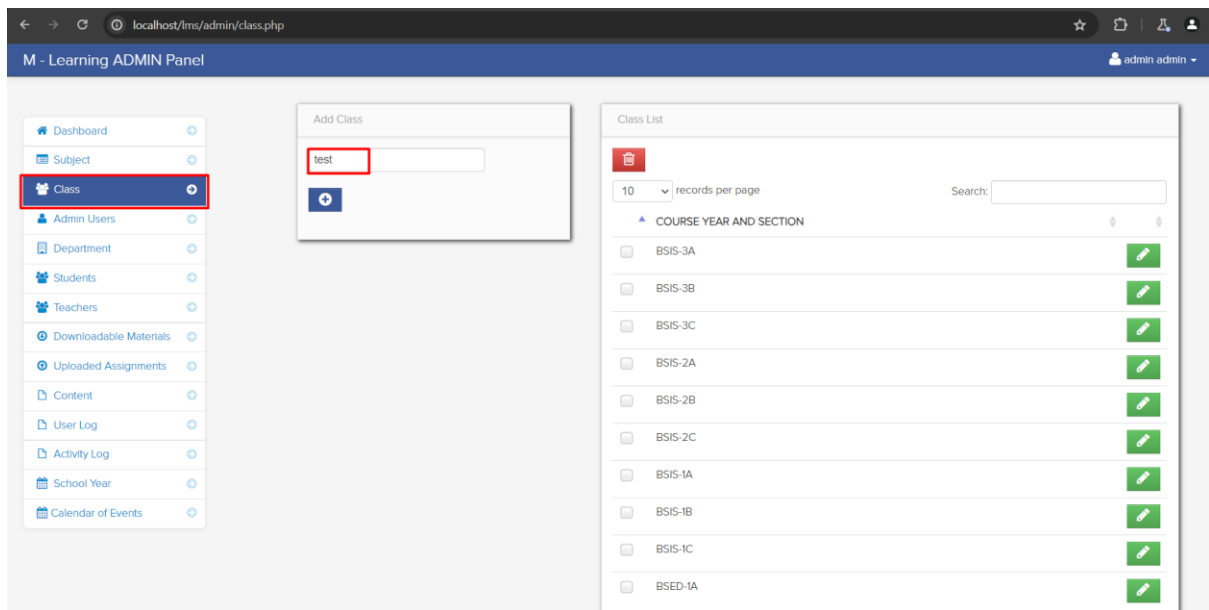 localhost/lms/admin/class.php
M - Learning ADMIN Panel
admin admin
Dashboard
Subject
Class
Admin Users
Department
Students
Teachers
Downloadable Materials
Uploaded Assignments
Content
User Log
Activity Log
School Year
Calendar of Events
Add Class
test
Class List
10 records per page Search:
COURSE YEAR AND SECTION
BSIS-3A
BSIS-3B
BSIS-3C
BSIS-2A
BSIS-2B
BSIS-2C
BSIS-1A
BSIS-1B
BSIS-1C
BSED-1A